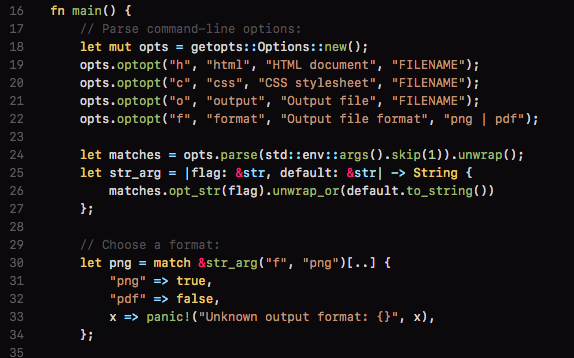 16 fn main() {
17     // Parse command-line options:
18     let mut opts = getopts::Options::new();
19     opts.optopt("h", "html", "HTML document", "FILENAME");
20     opts.optopt("c", "css", "CSS stylesheet", "FILENAME");
21     opts.optopt("o", "output", "Output file", "FILENAME");
22     opts.optopt("f", "format", "Output file format", "png | pdf");
23
24     let matches = opts.parse(std::env::args().skip(1)).unwrap();
25     let str_arg = |flag: &str, default: &str| -> String {
26         matches.opt_str(flag).unwrap_or(default.to_string())
27     };
28
29     // Choose a format:
30     let png = match &str_arg("f", "png")[..] {
31         "png" => true,
32         "pdf" => false,
33         x => panic!("Unknown output format: {}", x),
34     };
35